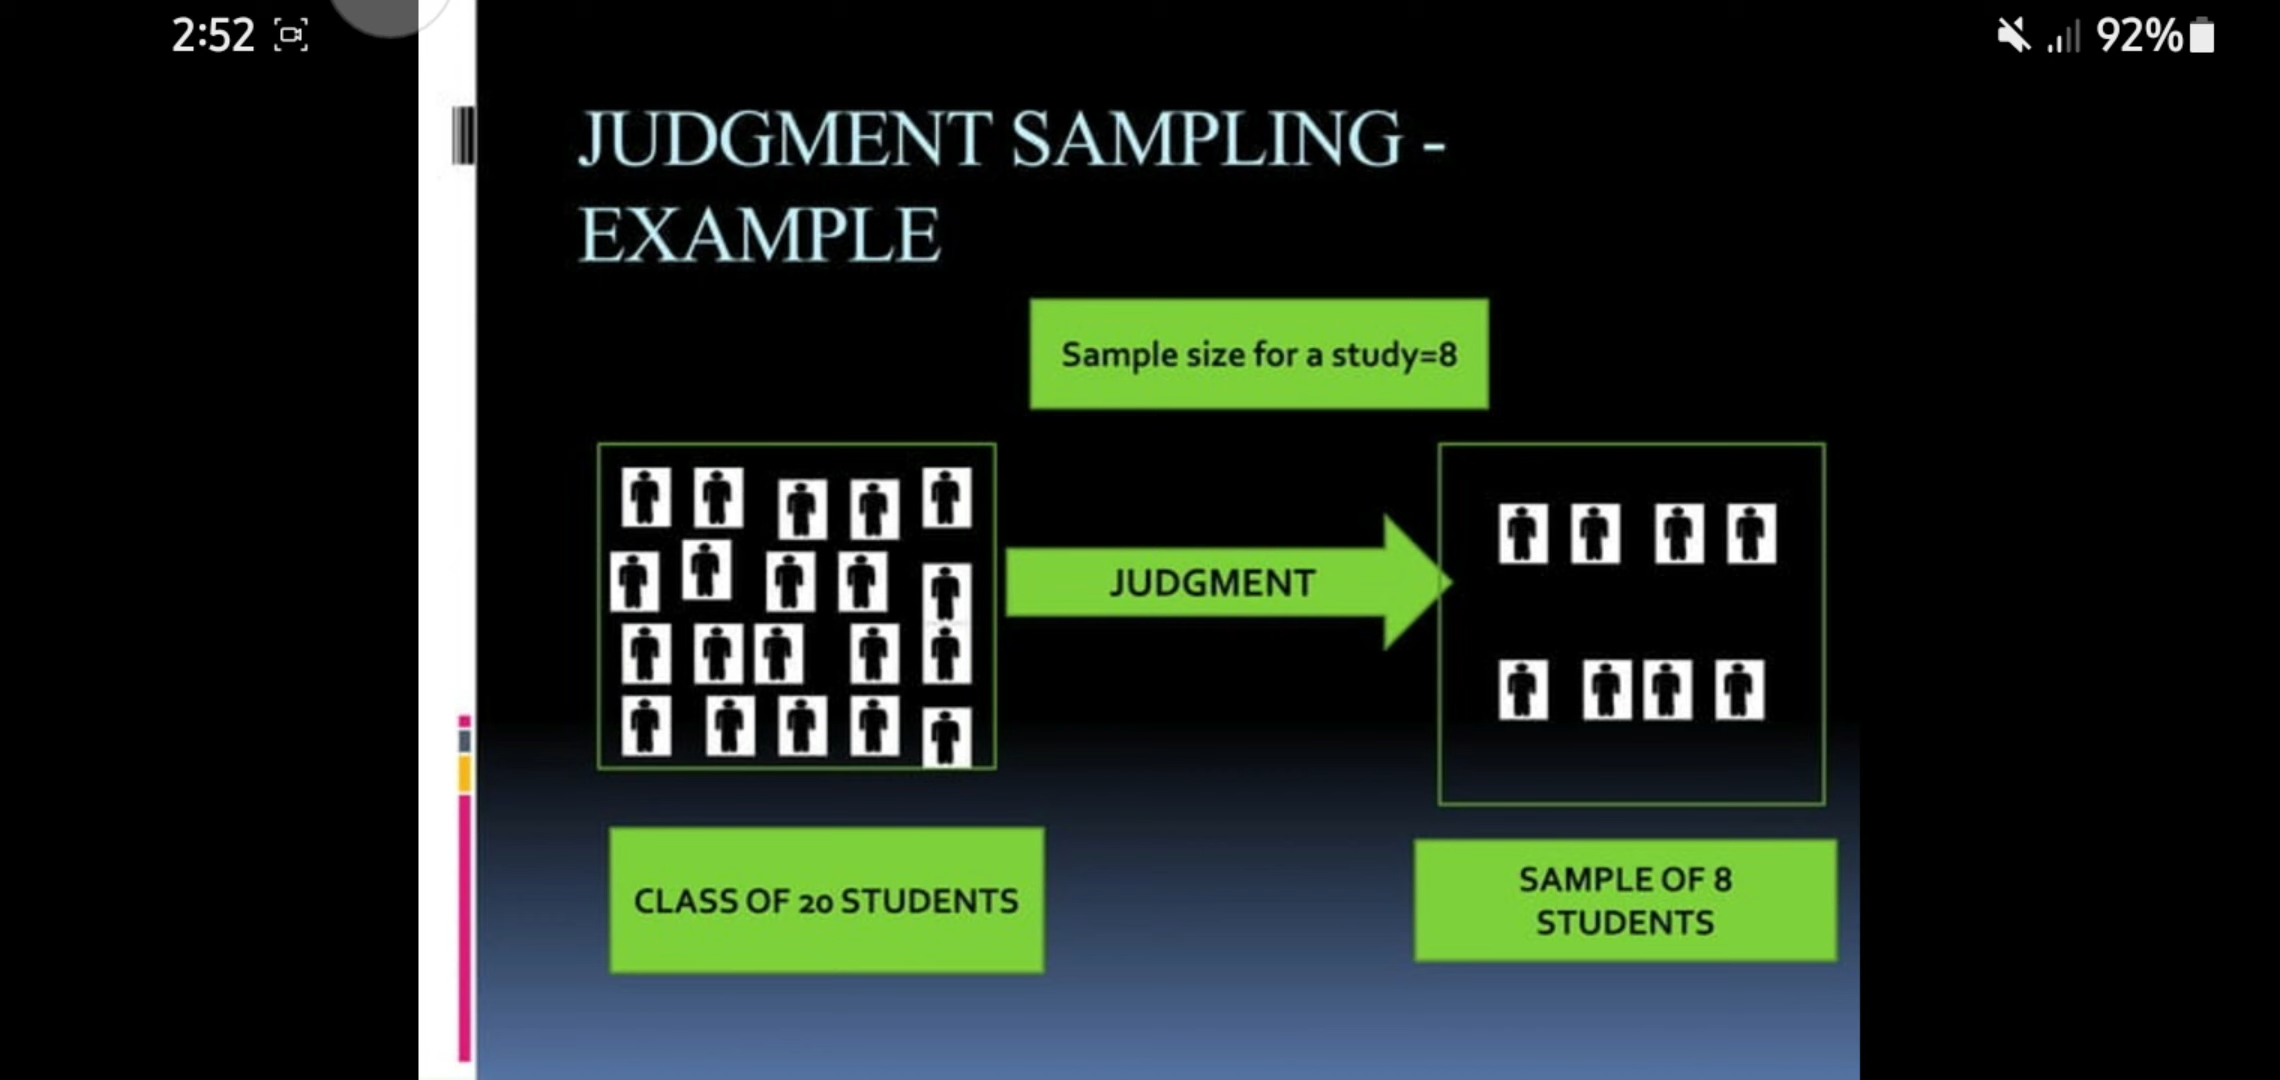 2:52
92%
JUDGMENT SAMPLING -
EXAMPLE
Sample size for a study=8
JUDGMENT
CLASS OF 20 STUDENTS
SAMPLE OF 8
STUDENTS